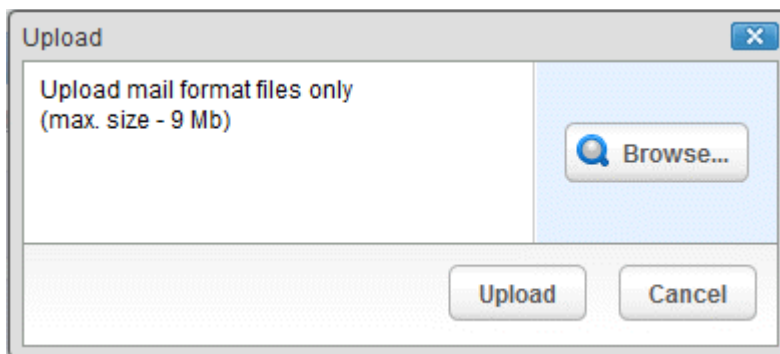 Upload
Upload mail format files only
(max. size - 9 Mb)
Browse...
Upload
Cancel